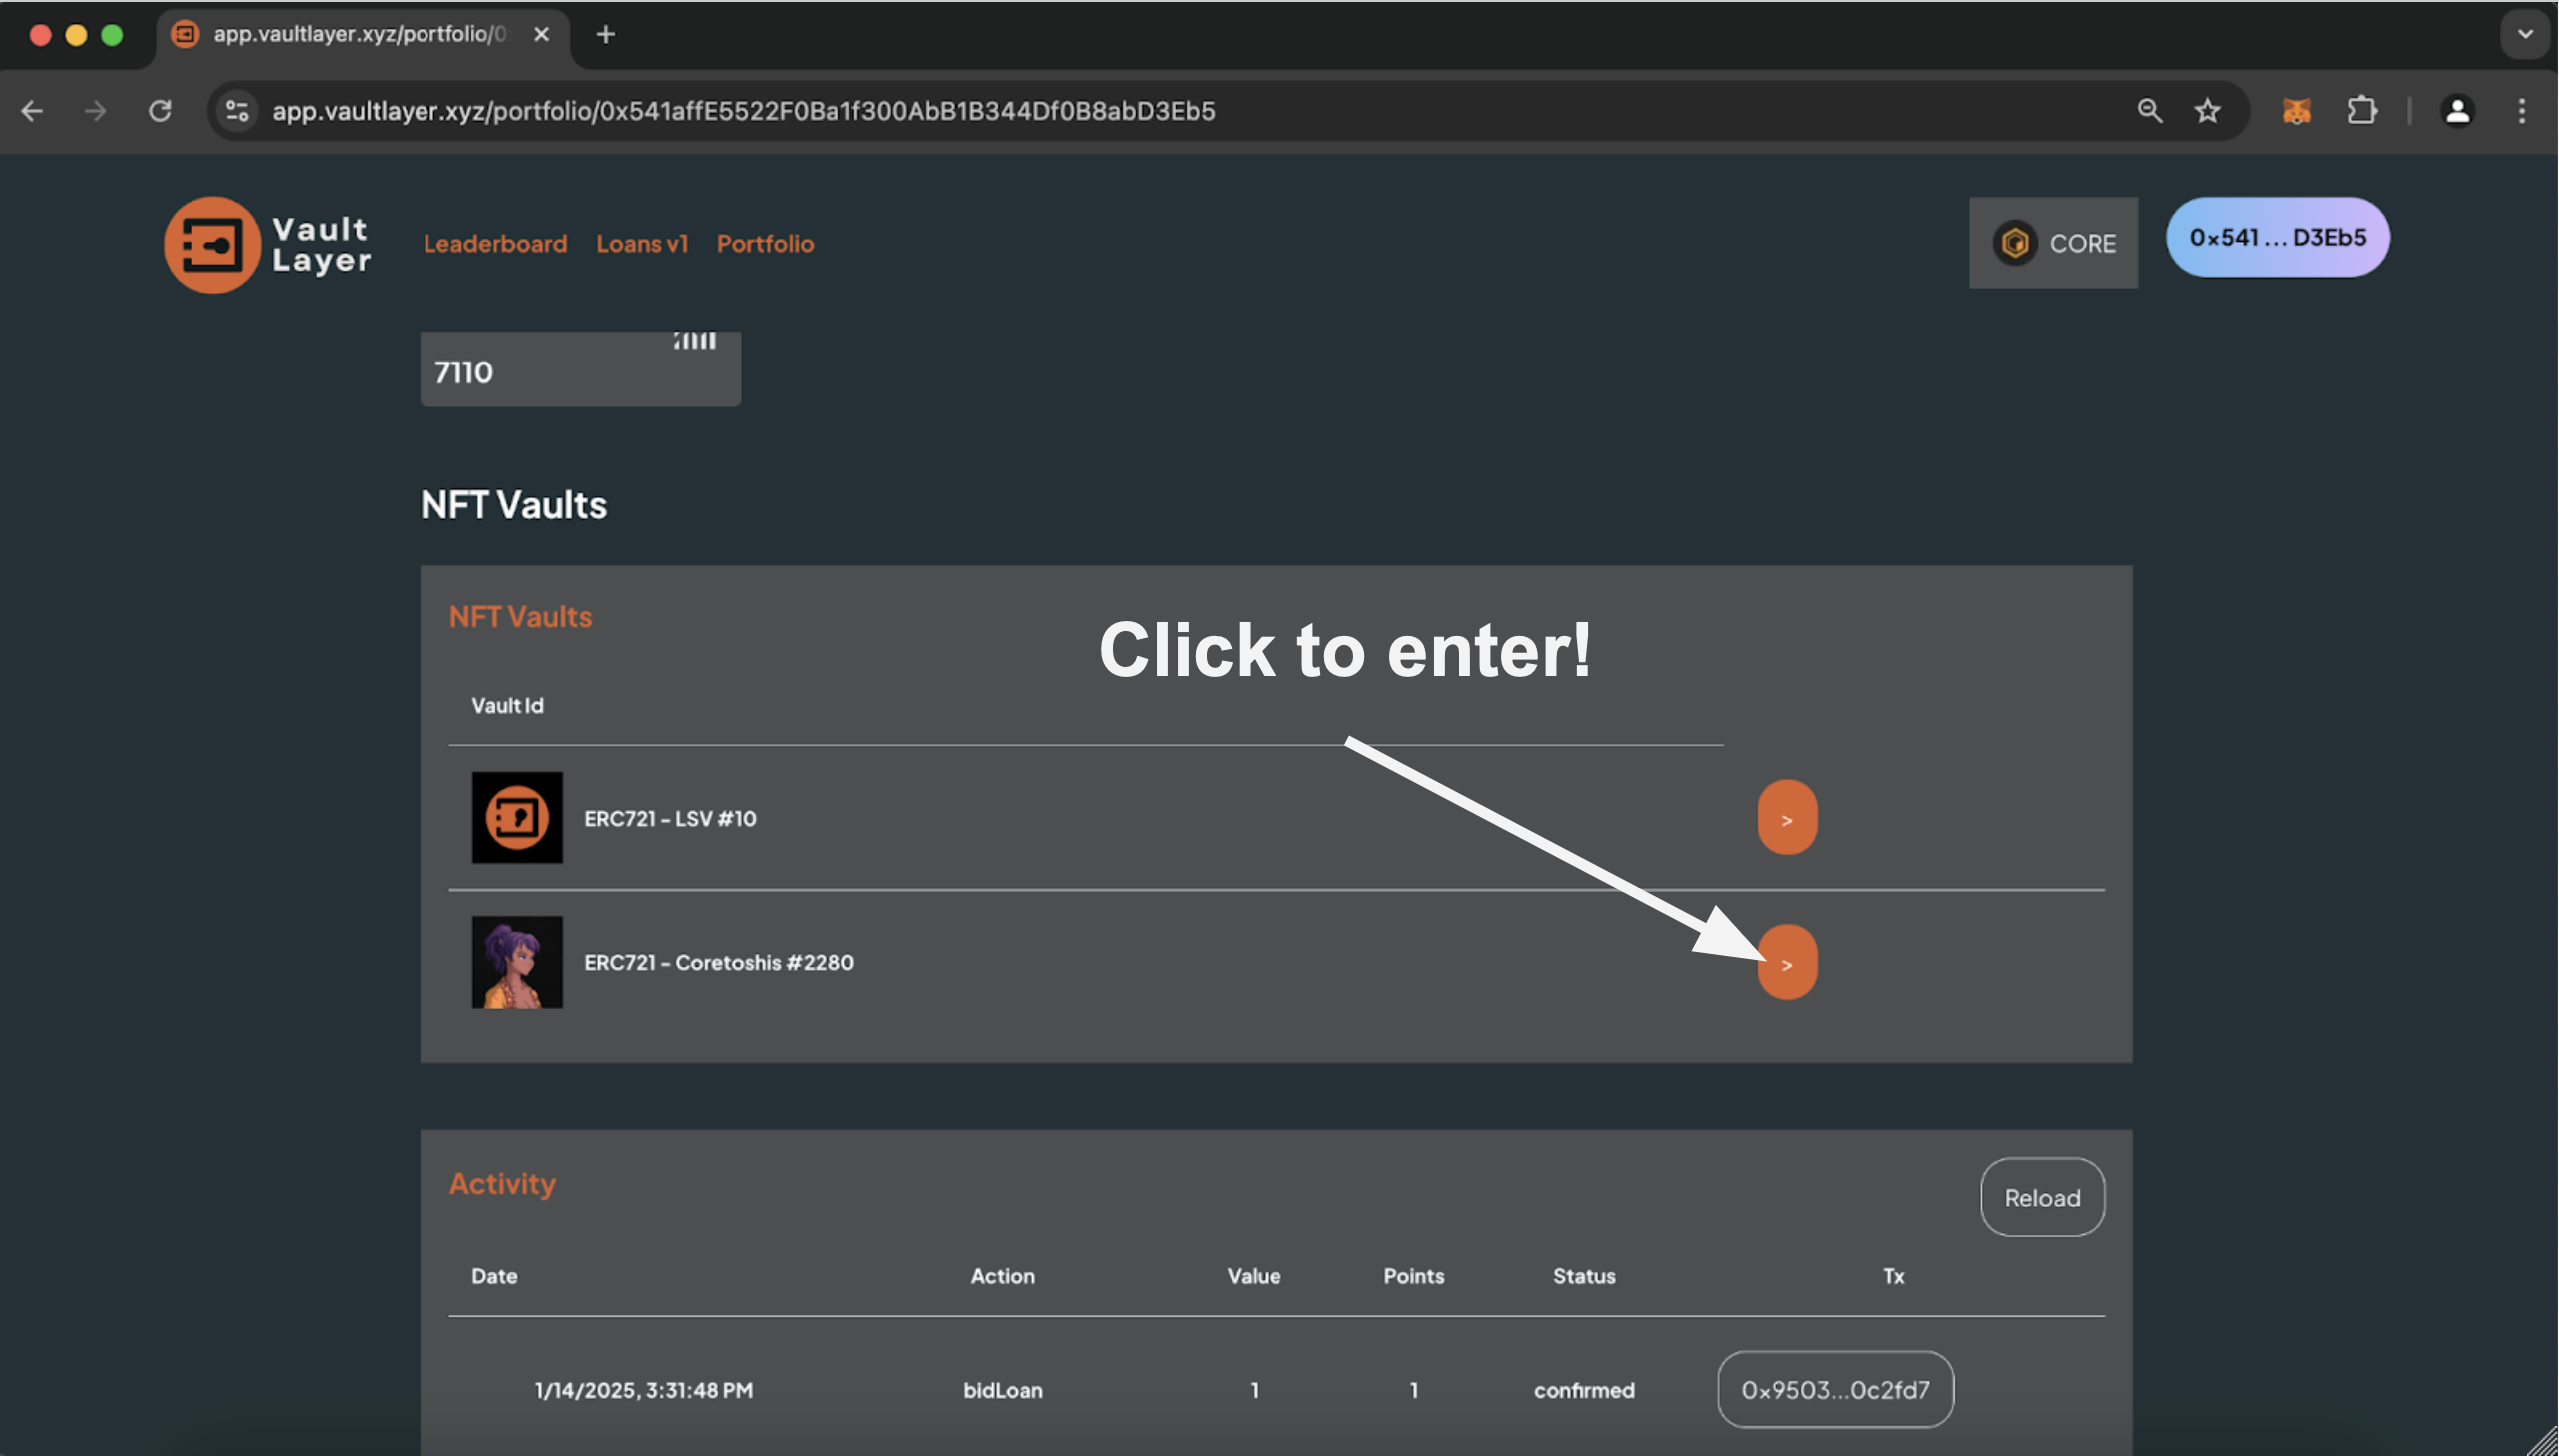 app.vaultlayer.xyz/portfolio/0
app.vaultlayer.xyz/portfolio/0x541affE5522F0Ba1f300AbB1B344Df0B8abD3Eb5
Vault
Layer
Leaderboard
Loans v1
Portfolio
CORE
0x541 ... D3Eb5
7110
NFT Vaults
NFT Vaults
Click to enter!
Vault Id
ERC721 - LSV #10
>
ERC721 - Coretoshis #2280
>
Activity
Reload
Date Action Value Points Status Tx
1/14/2025, 3:31:48 PM bidLoan 1 1 confirmed 0x9503...0c2fd7